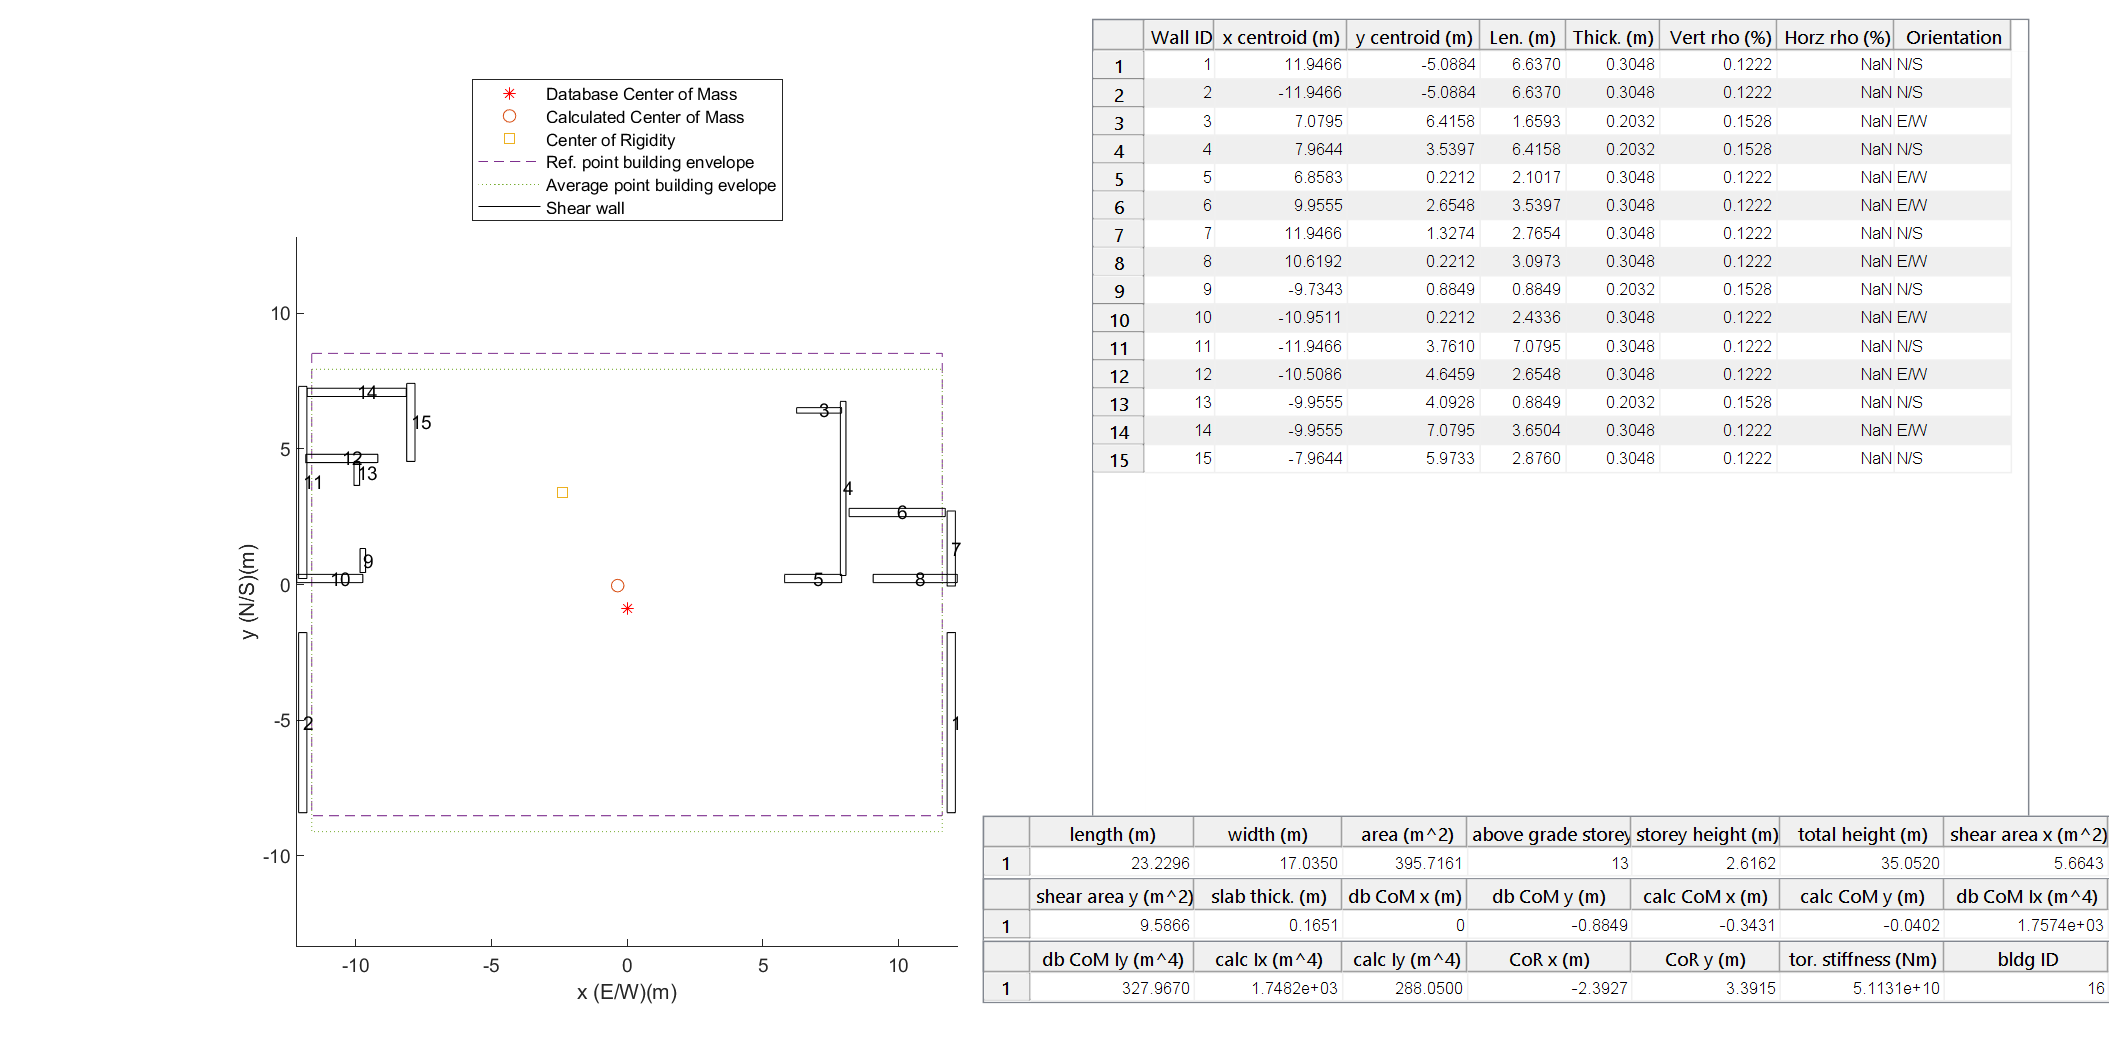 Database Center of Mass
Calculated Center of Mass
Center of Rigidity
Ref. point building envelope
Average point building evelope
Shear wall
10
5
0
-5
-10
y (N/S)(m)
-10 -5 0 5 10
x (E/W)(m)
14
15
12
13
11
9
10
2
3
4
6
7
5
8
1
Wall ID x centroid (m) y centroid (m) Len. (m) Thick. (m) Vert rho (%) Horz rho (%) Orientation
1 1 11.9466 -5.0884 6.6370 0.3048 0.1222 NaN N/S
2 2 -11.9466 -5.0884 6.6370 0.3048 0.1222 NaN N/S
3 3 7.0795 6.4158 1.6593 0.2032 0.1528 NaN E/W
4 4 7.9644 3.5397 6.4158 0.2032 0.1528 NaN N/S
5 5 6.8583 0.2212 2.1017 0.3048 0.1222 NaN E/W
6 6 9.9555 2.6548 3.5397 0.3048 0.1222 NaN E/W
7 7 11.9466 1.3274 2.7654 0.3048 0.1222 NaN N/S
8 8 10.6192 0.2212 3.0973 0.3048 0.1222 NaN E/W
9 9 -9.7343 0.8849 0.8849 0.2032 0.1528 NaN N/S
10 10 -10.9511 0.2212 2.4336 0.3048 0.1222 NaN E/W
11 11 -11.9466 3.7610 7.0795 0.3048 0.1222 NaN N/S
12 12 -10.5086 4.6459 2.6548 0.3048 0.1222 NaN E/W
13 13 -9.9555 4.0928 0.8849 0.2032 0.1528 NaN N/S
14 14 -9.9555 7.0795 3.6504 0.3048 0.1222 NaN E/W
15 15 -7.9644 5.9733 2.8760 0.3048 0.1222 NaN N/S
length (m) width (m) area (m^2) above grade storey storey height (m) total height (m) shear area x (m^2)
1 23.2296 17.0350 395.7161 13 2.6162 35.0520 5.6643
shear area y (m^2) slab thick. (m) db CoM x (m) db CoM y (m) calc CoM x (m) calc CoM y (m) db CoM Ix (m^4)
1 9.5866 0.1651 0 -0.8849 -0.3431 -0.0402 1.7574e+03
db CoM Iy (m^4) calc Ix (m^4) calc Iy (m^4) CoR x (m) CoR y (m) tor. stiffness (Nm) bldg ID
1 327.9670 1.7482e+03 288.0500 -2.3927 3.3915 5.1131e+10 16